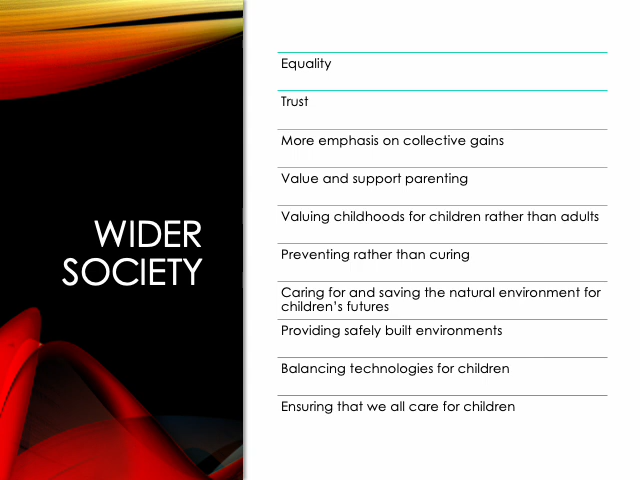 WIDER
SOCIETY
Equality
Trust
More emphasis on collective gains
Value and support parenting
Valuing childhoods for children rather than adults
Preventing rather than curing
Caring for and saving the natural environment for
children’s futures
Providing safely built environments
Balancing technologies for children
Ensuring that we all care for children